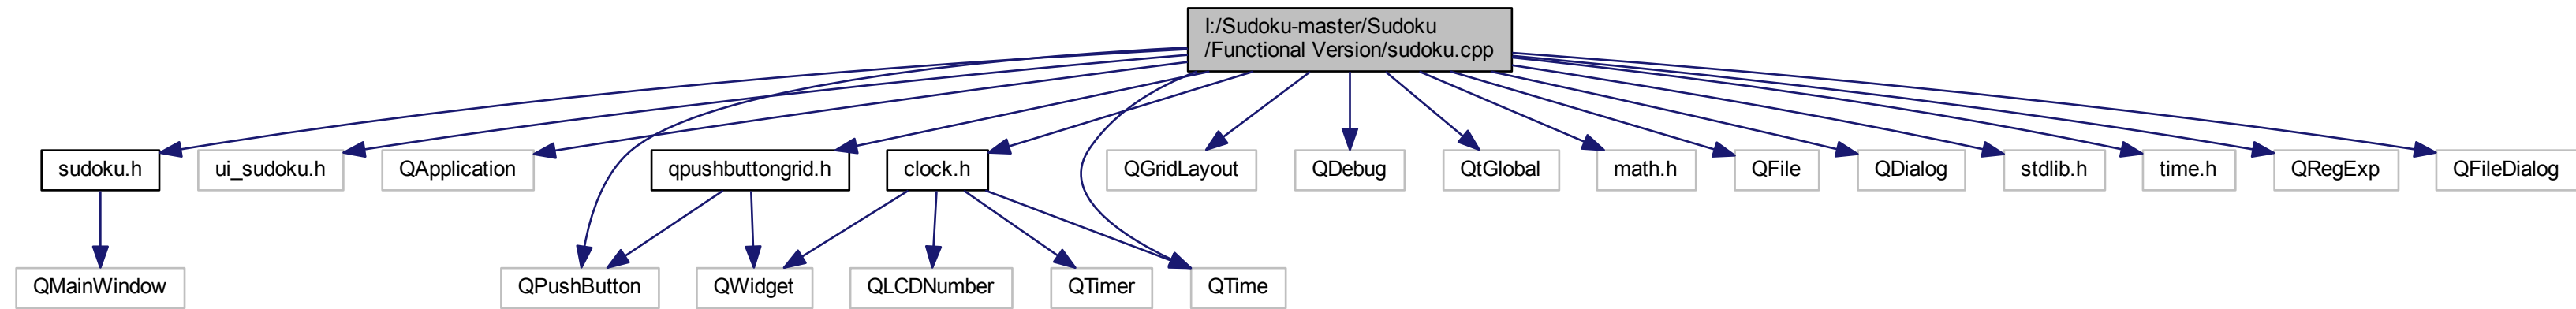 I:/Sudoku-master/Sudoku
/Functional Version/sudoku.cpp
sudoku.h
ui_sudoku.h
QApplication
qpushbuttongrid.h
clock.h
QGridLayout
QDebug
QtGlobal
math.h
QFile
QDialog
stdlib.h
time.h
QRegExp
QFileDialog
QMainWindow
QPushButton
QWidget
QLCDNumber
QTimer
QTime